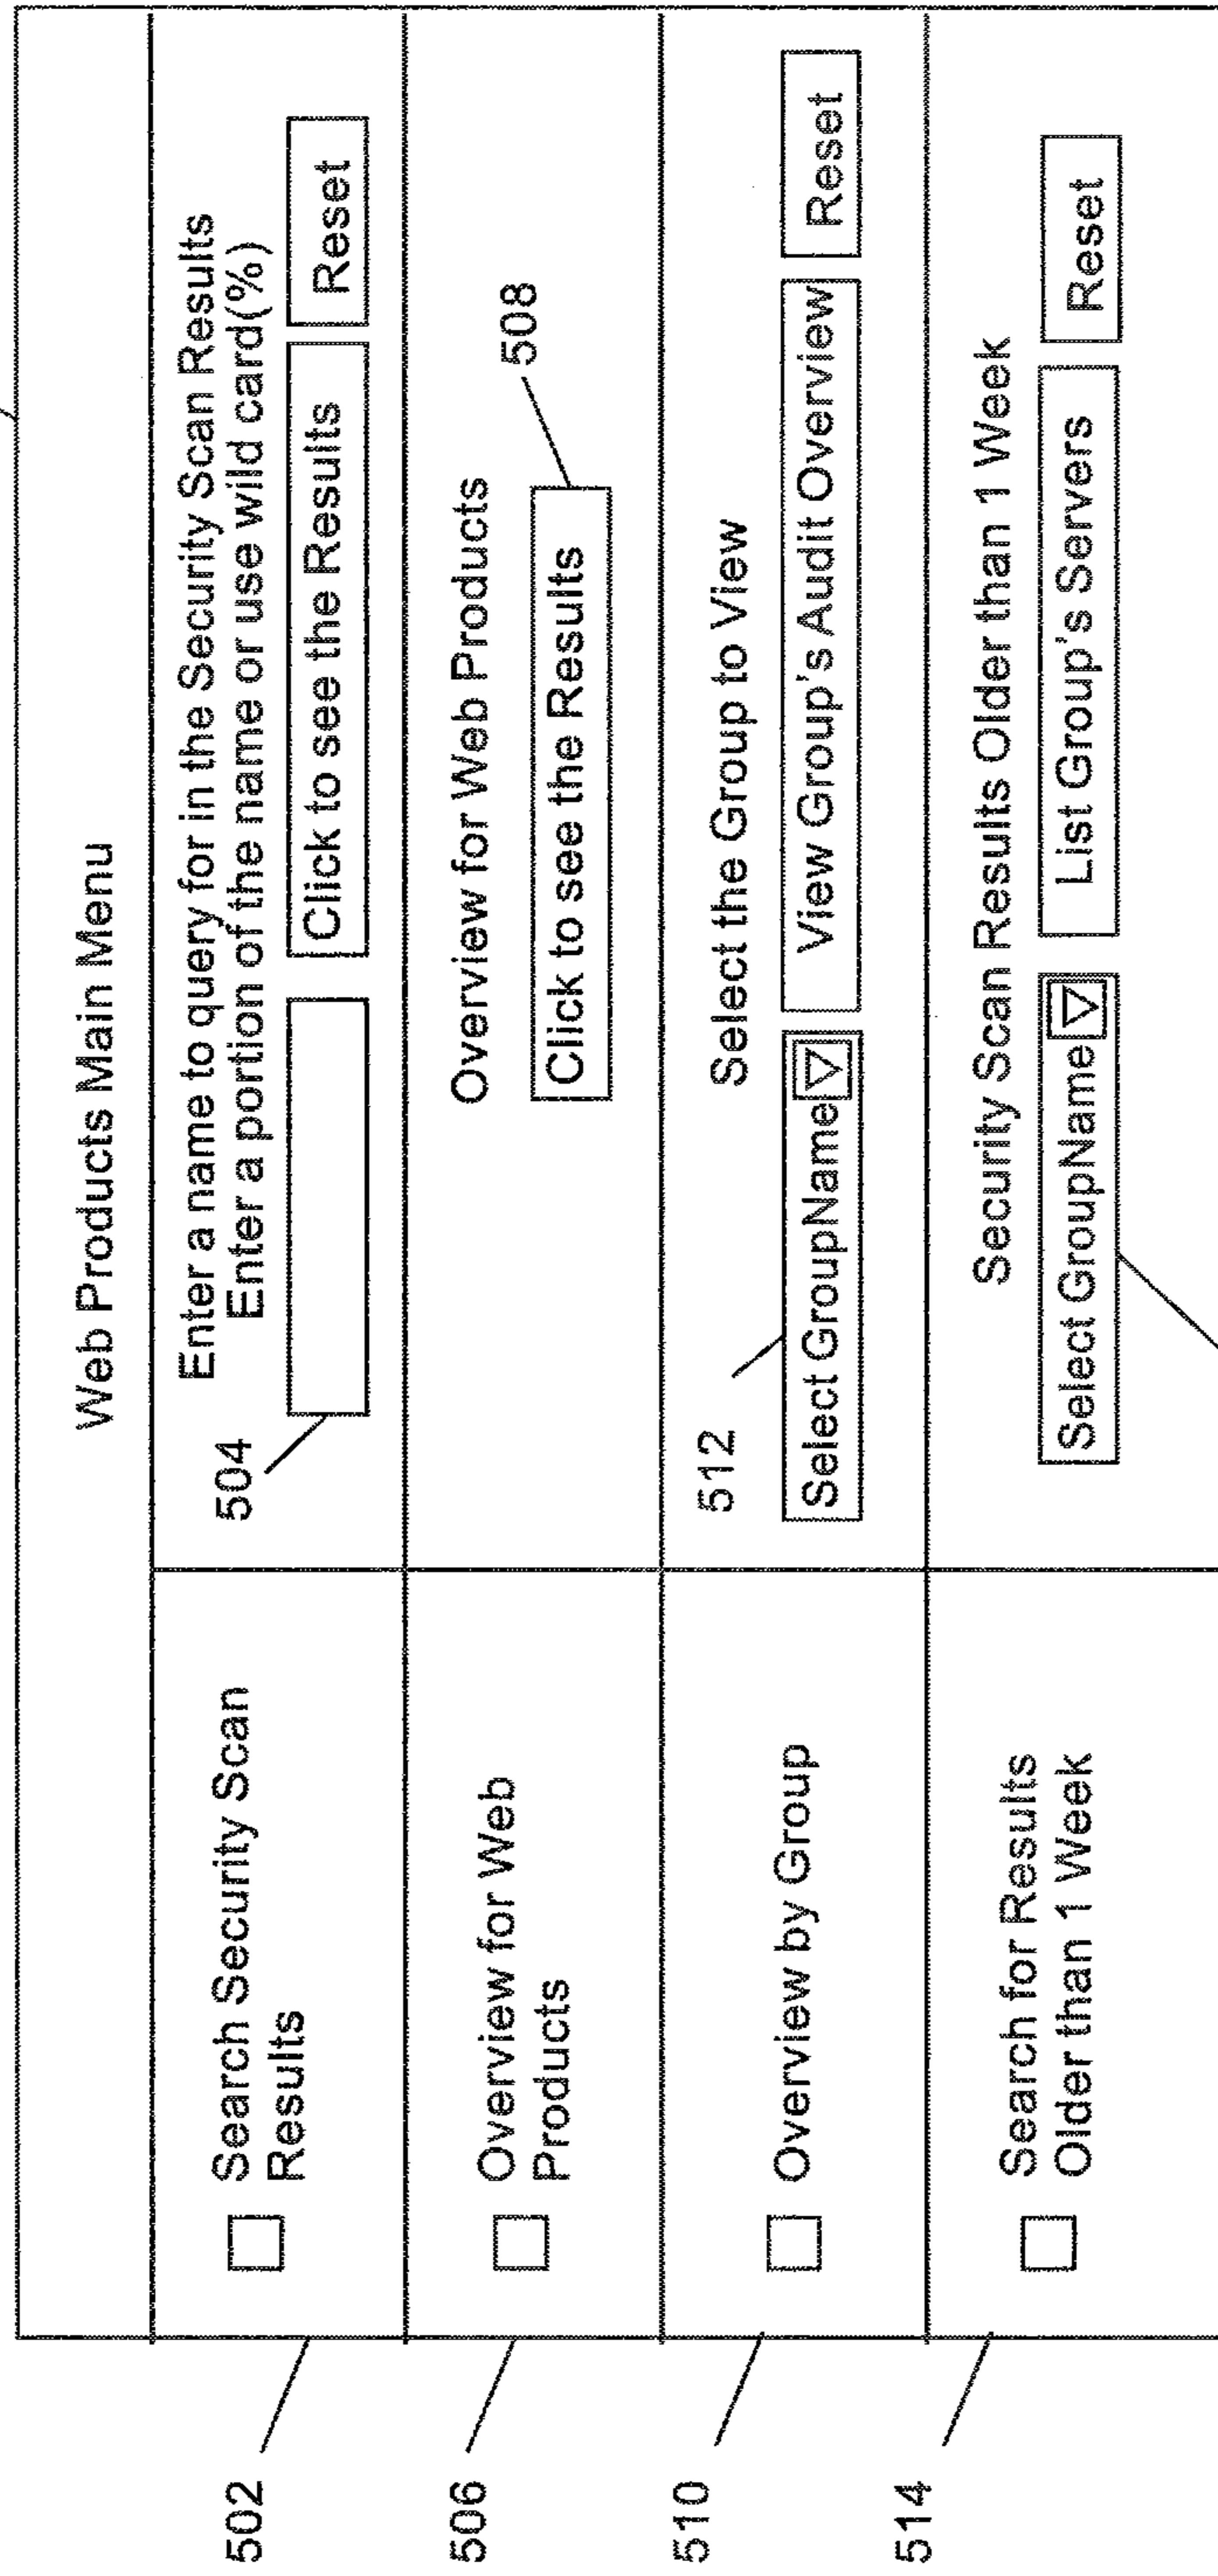 Web Products Main Menu
502
Search Security Scan
Results
Enter a name to query for in the Security Scan Results
Enter a portion of the name or use wild card(%)
504
Click to see the Results
Reset
506
Overview for Web
Products
Overview for Web Products
508
Click to see the Results
510
Overview by Group
Select the Group to View
512
Select GroupName
View Group's Audit Overview
Reset
514
Search for Results
Older than 1 Week
Security Scan Results Older than 1 Week
Select GroupName
List Group's Servers
Reset